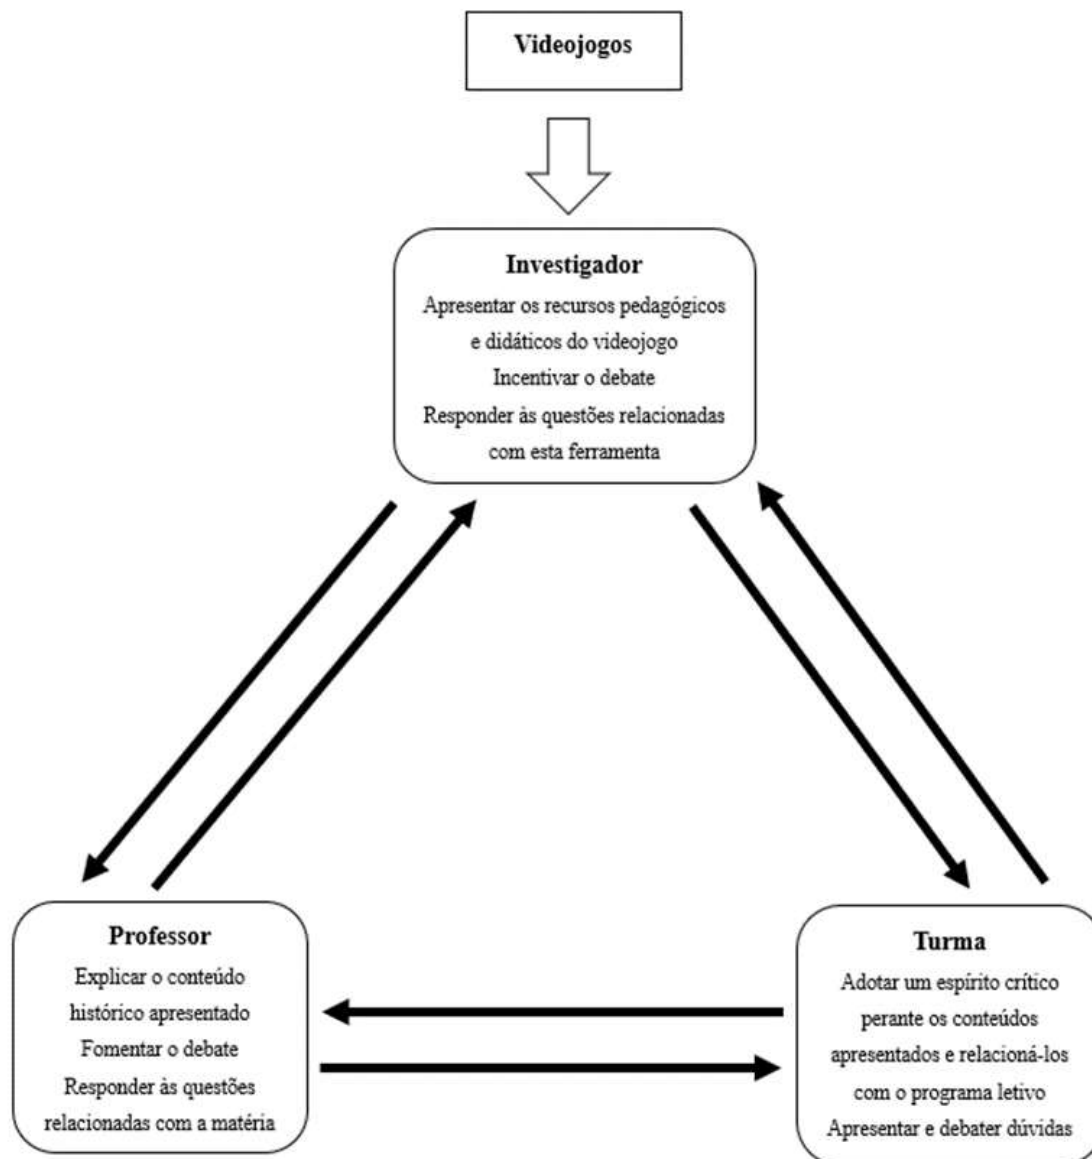 Videojogos
Investigador
Apresentar os recursos pedagógicos
e didáticos do videojogo
Incentivar o debate
Responder às questões relacionadas
com esta ferramenta
Professor
Explicar o conteúdo
histórico apresentado
Fomentar o debate
Responder às questões
relacionadas com a matéria
Turma
Adotar um espírito crítico
perante os conteúdos
apresentados e relacioná-los
com o programa letivo
Apresentar e debater dúvidas